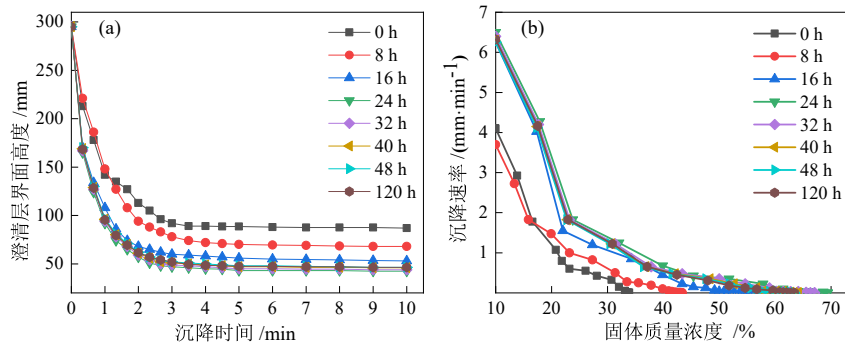 (a)
0 h
8 h
16 h
24 h
32 h
40 h
48 h
120 h
300
250
200
150
100
50
0 1 2 3 4 5 6 7 8 9 10
澄清层界面高度 /mm
沉降时间 /min
(b)
0 h
8 h
16 h
24 h
32 h
40 h
48 h
120 h
7
6
5
4
3
2
1
0
10 20 30 40 50 60 70
沉降速率 /(mm·min-1)
固体质量浓度 /%